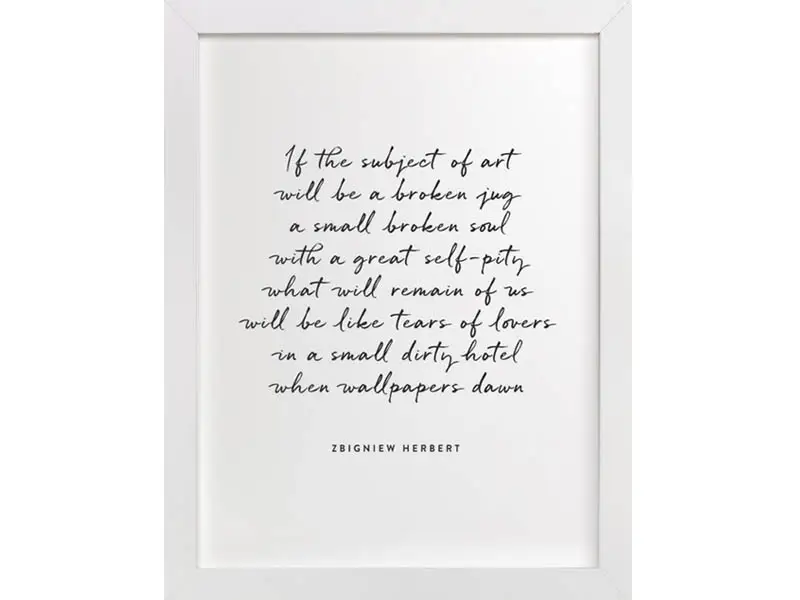 If the subject of art
will be a broken jug
a small broken soul
with a great self-pity
what will remain of us
will be like tears of lovers
in a small dirty hotel
when wallpapers dawn
ZBIGNIEW HERBERT